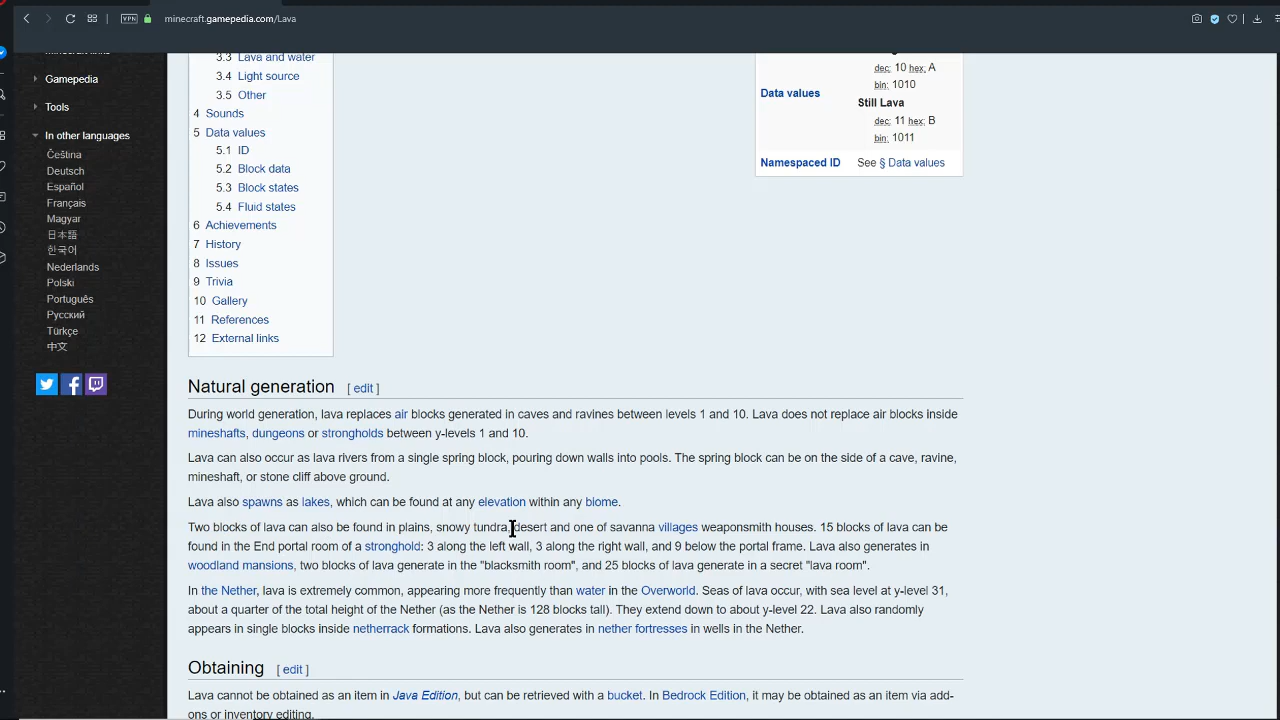 VPN minecraft.gamepedia.com/Lava
Gamepedia
Tools
In other languages
Čeština
Deutsch
Español
Français
Magyar
日本語
한국어
Nederlands
Polski
Português
Русский
Türkçe
中文
3.3 Lava and water
3.4 Light source
3.5 Other
4 Sounds
5 Data values
5.1 ID
5.2 Block data
5.3 Block states
5.4 Fluid states
6 Achievements
7 History
8 Issues
9 Trivia
10 Gallery
11 References
12 External links
dec: 10 hex: A
bin: 1010
Data values
Still Lava
dec: 11 hex: B
bin: 1011
Namespaced ID See § Data values
Natural generation [ edit ]
During world generation, lava replaces air blocks generated in caves and ravines between levels 1 and 10. Lava does not replace air blocks inside
mineshafts, dungeons or strongholds between y-levels 1 and 10.
Lava can also occur as lava rivers from a single spring block, pouring down walls into pools. The spring block can be on the side of a cave, ravine,
mineshaft, or stone cliff above ground.
Lava also spawns as lakes, which can be found at any elevation within any biome.
Two blocks of lava can also be found in plains, snowy tundra, desert and one of savanna villages weaponsmith houses. 15 blocks of lava can be
found in the End portal room of a stronghold: 3 along the left wall, 3 along the right wall, and 9 below the portal frame. Lava also generates in
woodland mansions, two blocks of lava generate in the "blacksmith room", and 25 blocks of lava generate in a secret "lava room".
In the Nether, lava is extremely common, appearing more frequently than water in the Overworld. Seas of lava occur, with sea level at y-level 31,
about a quarter of the total height of the Nether (as the Nether is 128 blocks tall). They extend down to about y-level 22. Lava also randomly
appears in single blocks inside netherrack formations. Lava also generates in nether fortresses in wells in the Nether.
Obtaining [ edit ]
Lava cannot be obtained as an item in Java Edition, but can be retrieved with a bucket. In Bedrock Edition, it may be obtained as an item via add-
ons or inventory editing.